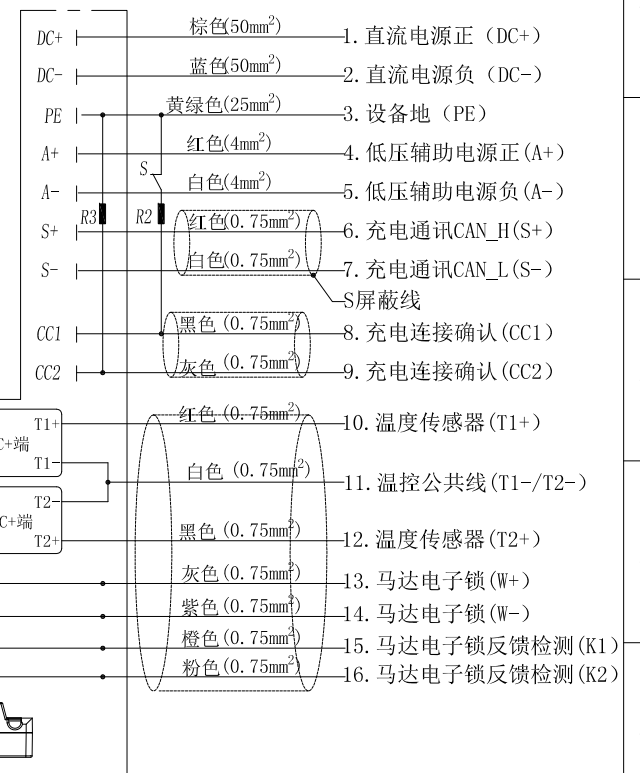 DC+ 棕色(50mm²) 1. 直流电源正（DC+)
DC- 蓝色(50mm²) 2. 直流电源负（DC-)
PE 黄绿色(25mm²) 3. 设备地（PE)
A+ 红色(4mm²) 4. 低压辅助电源正(A+)
S
A- 白色(4mm²) 5. 低压辅助电源负(A-)
R3 R2
S+ 红色(0.75mm²) 6. 充电通讯CAN_H(S+)
S- 白色(0.75mm²) 7. 充电通讯CAN_L(S-)
S屏蔽线
CC1 黑色(0.75mm²) 8. 充电连接确认(CC1)
CC2 灰色(0.75mm²) 9. 充电连接确认(CC2)
T1+ 红色(0.75mm²) 10. 温度传感器(T1+)
C+端
T1- 白色(0.75mm²) 11. 温控公共线(T1-/T2-)
T2-
C+端
T2+ 黑色(0.75mm²) 12. 温度传感器(T2+)
灰色(0.75mm²) 13. 马达电子锁(W+)
紫色(0.75mm²) 14. 马达电子锁(W-)
橙色(0.75mm²) 15. 马达电子锁反馈检测(K1)
粉色(0.75mm²) 16. 马达电子锁反馈检测(K2)